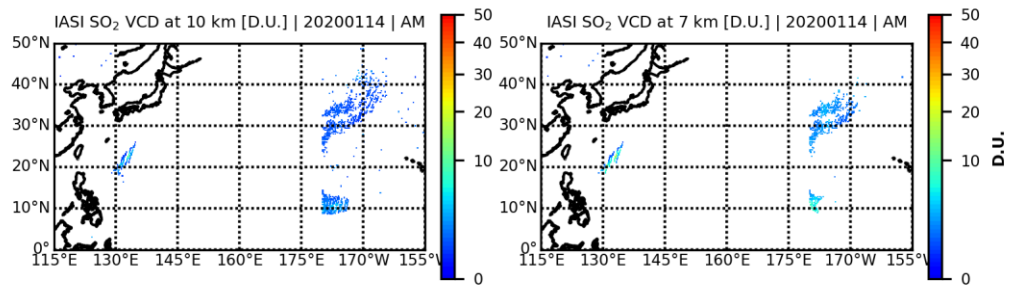 IASI SO₂ VCD at 10 km [D.U.] | 20200114 | AM
50°N
40°N
30°N
20°N
10°N
0°
115°E 130°E 145°E 160°E 175°E 170°W 155°W
50
40
30
20
10
0
IASI SO₂ VCD at 7 km [D.U.] | 20200114 | AM
50°N
40°N
30°N
20°N
10°N
0°
115°E 130°E 145°E 160°E 175°E 170°W 155°W
50
40
30
20
10
0
D.U.